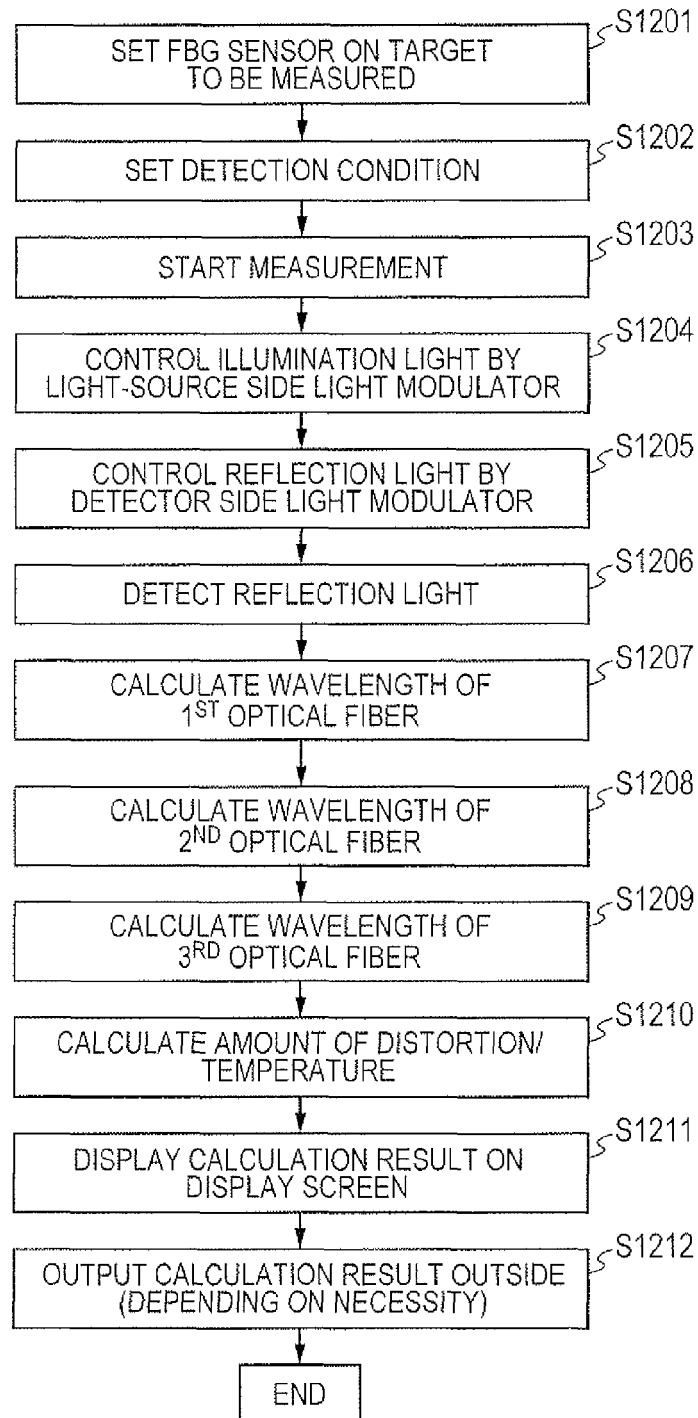 SET FBG SENSOR ON TARGET
TO BE MEASURED
S1201
SET DETECTION CONDITION
S1202
START MEASUREMENT
S1203
CONTROL ILLUMINATION LIGHT BY
LIGHT-SOURCE SIDE LIGHT MODULATOR
S1204
CONTROL REFLECTION LIGHT BY
DETECTOR SIDE LIGHT MODULATOR
S1205
DETECT REFLECTION LIGHT
S1206
CALCULATE WAVELENGTH OF
1ST OPTICAL FIBER
S1207
CALCULATE WAVELENGTH OF
2ND OPTICAL FIBER
S1208
CALCULATE WAVELENGTH OF
3RD OPTICAL FIBER
S1209
CALCULATE AMOUNT OF DISTORTION/
TEMPERATURE
S1210
DISPLAY CALCULATION RESULT ON
DISPLAY SCREEN
S1211
OUTPUT CALCULATION RESULT OUTSIDE
(DEPENDING ON NECESSITY)
S1212
END